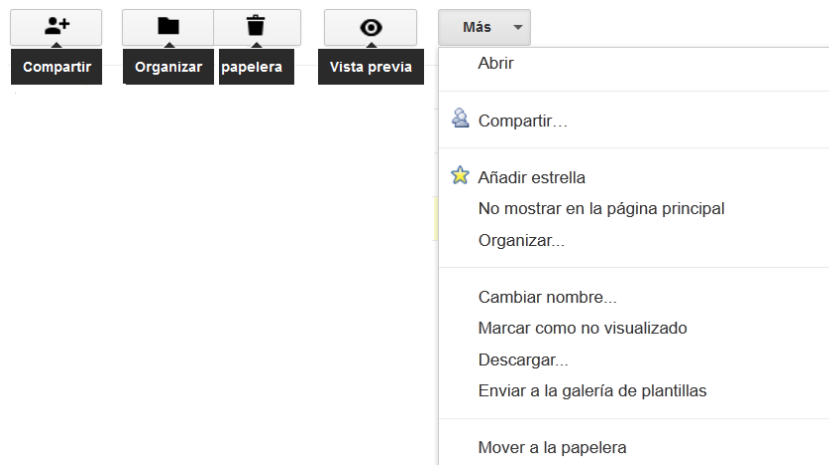 Más
Compartir
Organizar
papelera
Vista previa
Abrir
Compartir…
Añadir estrella
No mostrar en la página principal
Organizar...
Cambiar nombre...
Marcar como no visualizado
Descargar...
Enviar a la galería de plantillas
Mover a la papelera